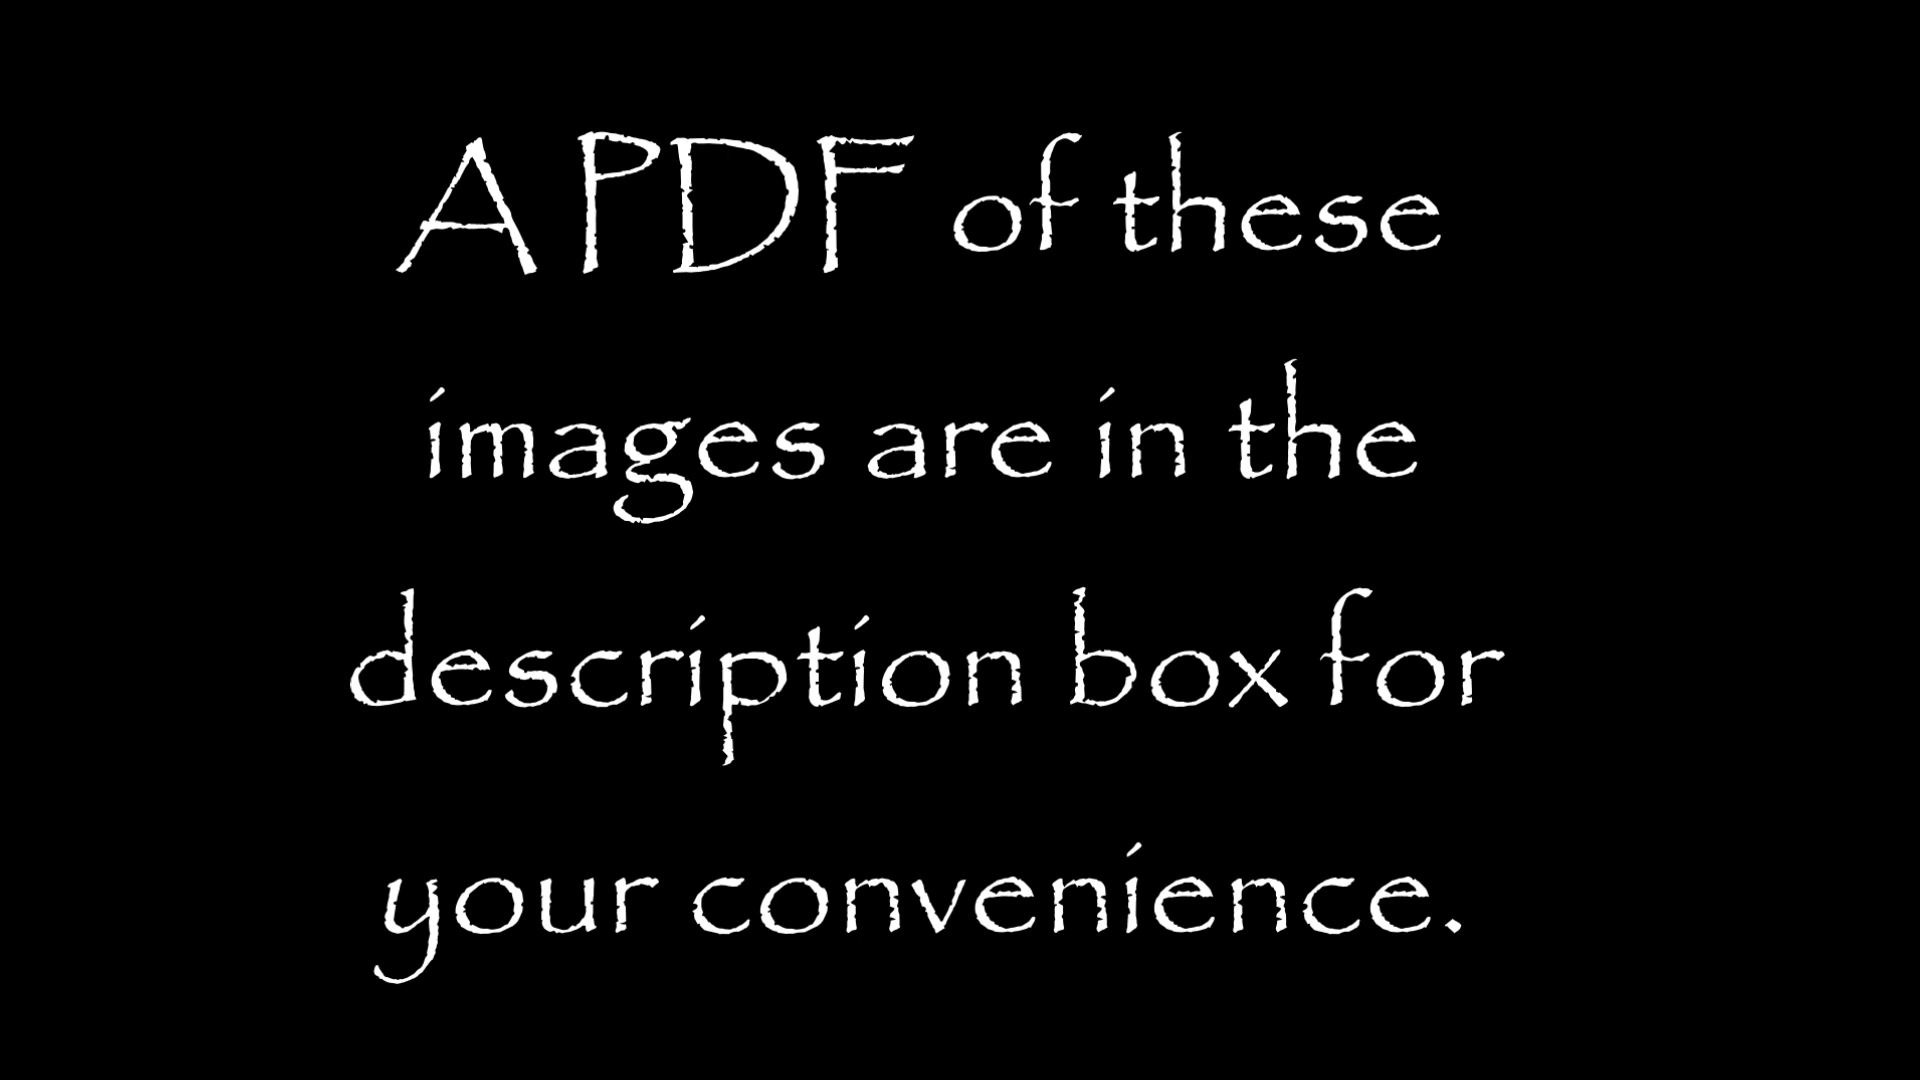 A PDF of these
images are in the
description box for
your convenience.